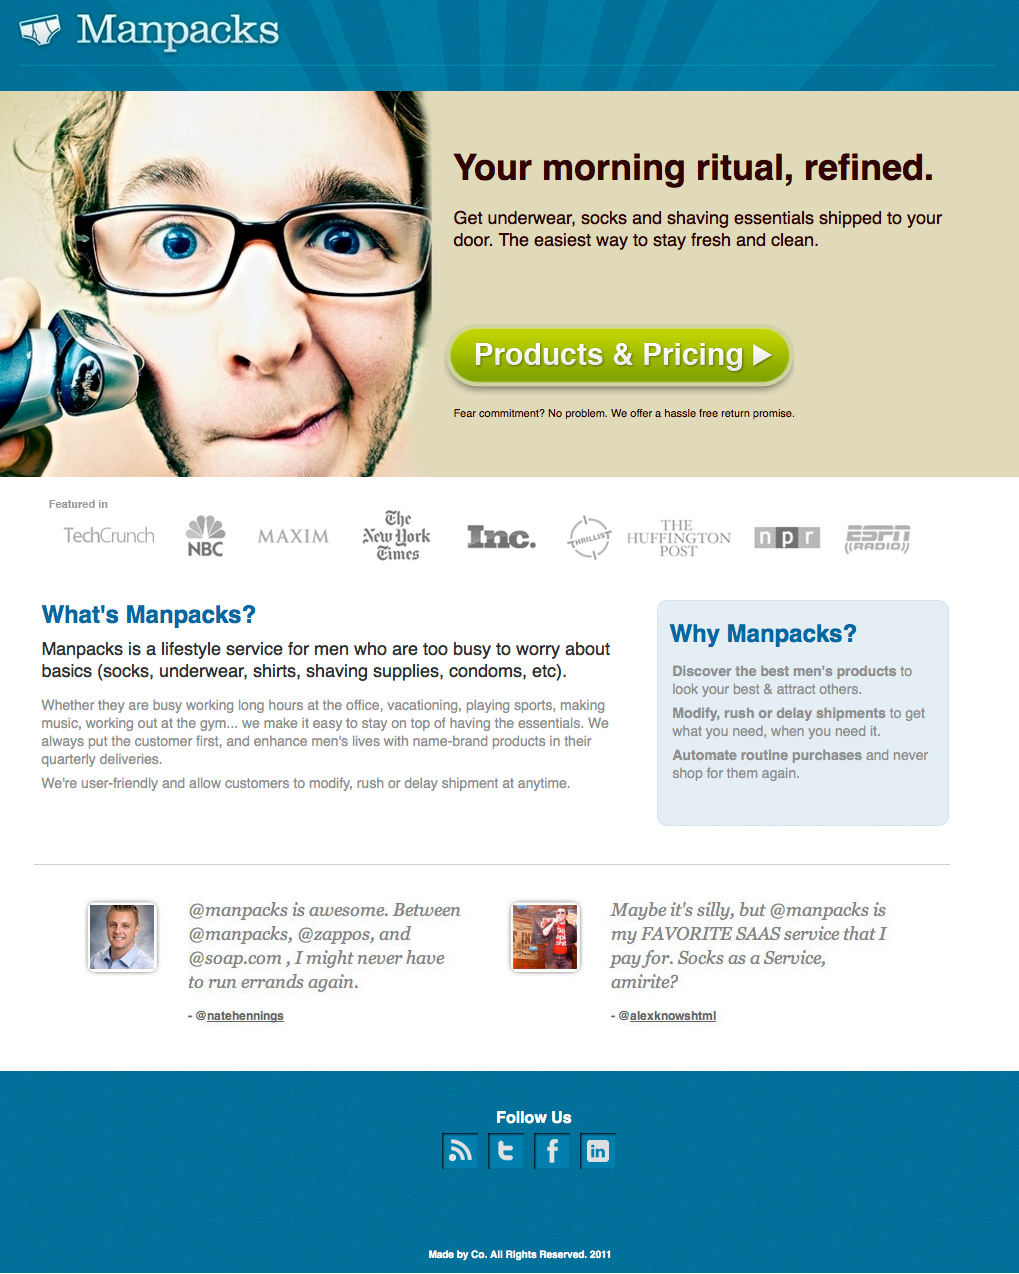 Manpacks
Your morning ritual, refined.
Get underwear, socks and shaving essentials shipped to your
door. The easiest way to stay fresh and clean.
Products & Pricing
Fear commitment? No problem. We offer a hassle free return promise.
Featured in
TechCrunch
NBC
MAXIM
The
New York
Times
Inc.
THRILLIST
THE
HUFFINGTON
POST
npr
ESPN
RADIO
What's Manpacks?
Manpacks is a lifestyle service for men who are too busy to worry about
basics (socks, underwear, shirts, shaving supplies, condoms, etc).
Whether they are busy working long hours at the office, vacationing, playing sports, making
music, working out at the gym... we make it easy to stay on top of having the essentials. We
always put the customer first, and enhance men's lives with name-brand products in their
quarterly deliveries.
We're user-friendly and allow customers to modify, rush or delay shipment at anytime.
Why Manpacks?
Discover the best men's products to
look your best & attract others.
Modify, rush or delay shipments to get
what you need, when you need it.
Automate routine purchases and never
shop for them again.
@manpacks is awesome. Between
@manpacks, @zappos, and
@soap.com , I might never have
to run errands again.
- @natehennings
Maybe it's silly, but @manpacks is
my FAVORITE SAAS service that I
pay for. Socks as a Service,
amirite?
- @alexknowshtml
Follow Us
Made by Co. All Rights Reserved. 2011